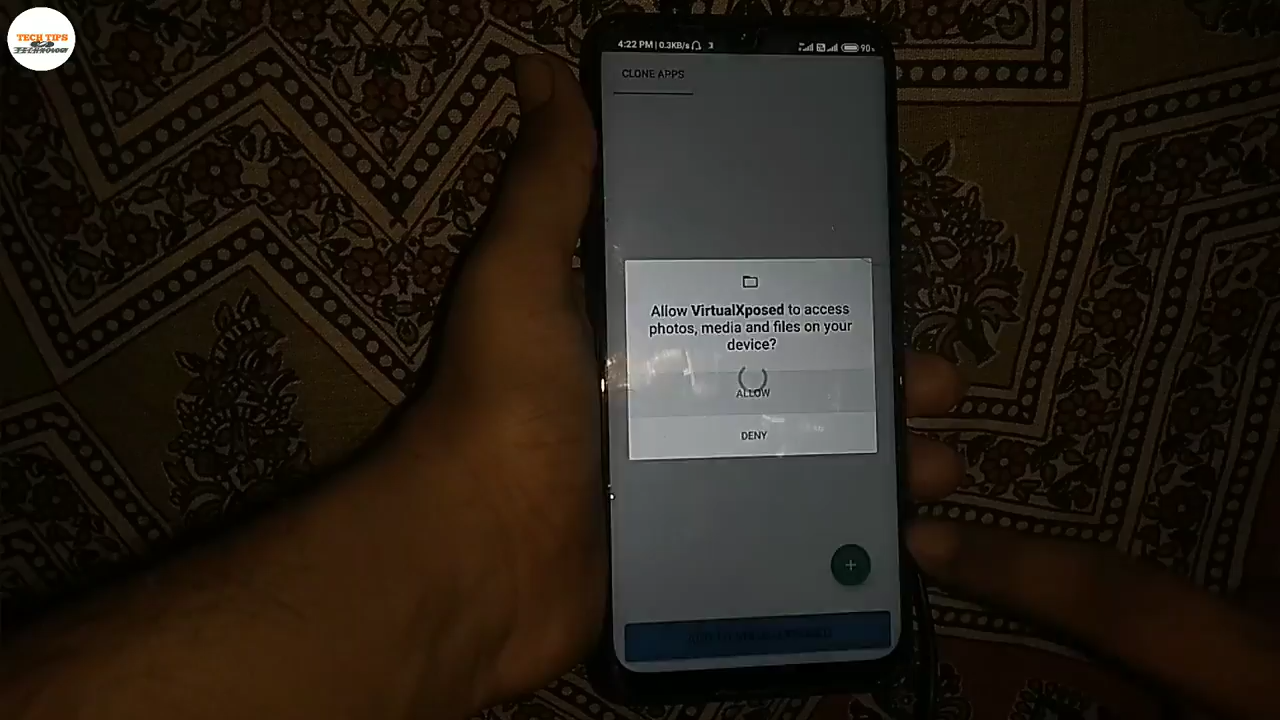 TECH TIPS
4:22 PM | 0.3KB/s
90
CLONE APPS
Allow VirtualXposed to access
photos, media and files on your
device?
ALLOW
DENY
+